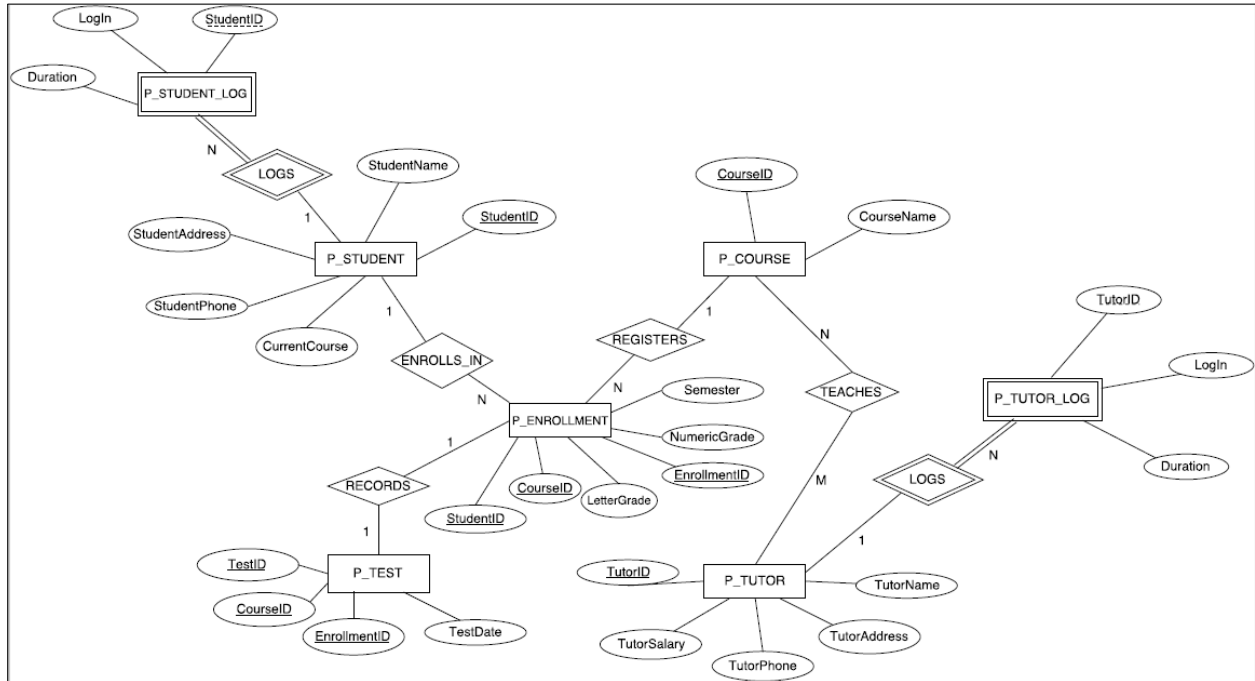 LogIn
StudentID
Duration
P_STUDENT_LOG
N
LOGS
1
StudentName
StudentID
StudentAddress
P_STUDENT
StudentPhone
CurrentCourse
1
ENROLLS_IN
N
CourseID
CourseName
P_COURSE
1
REGISTERS
N
N
TEACHES
M
TutorID
LogIn
P_TUTOR_LOG
Duration
N
LOGS
1
P_ENROLLMENT
Semester
NumericGrade
EnrollmentID
LetterGrade
CourseID
StudentID
1
RECORDS
1
P_TEST
TestID
CourseID
EnrollmentID
TestDate
P_TUTOR
TutorID
TutorName
TutorSalary
TutorAddress
TutorPhone